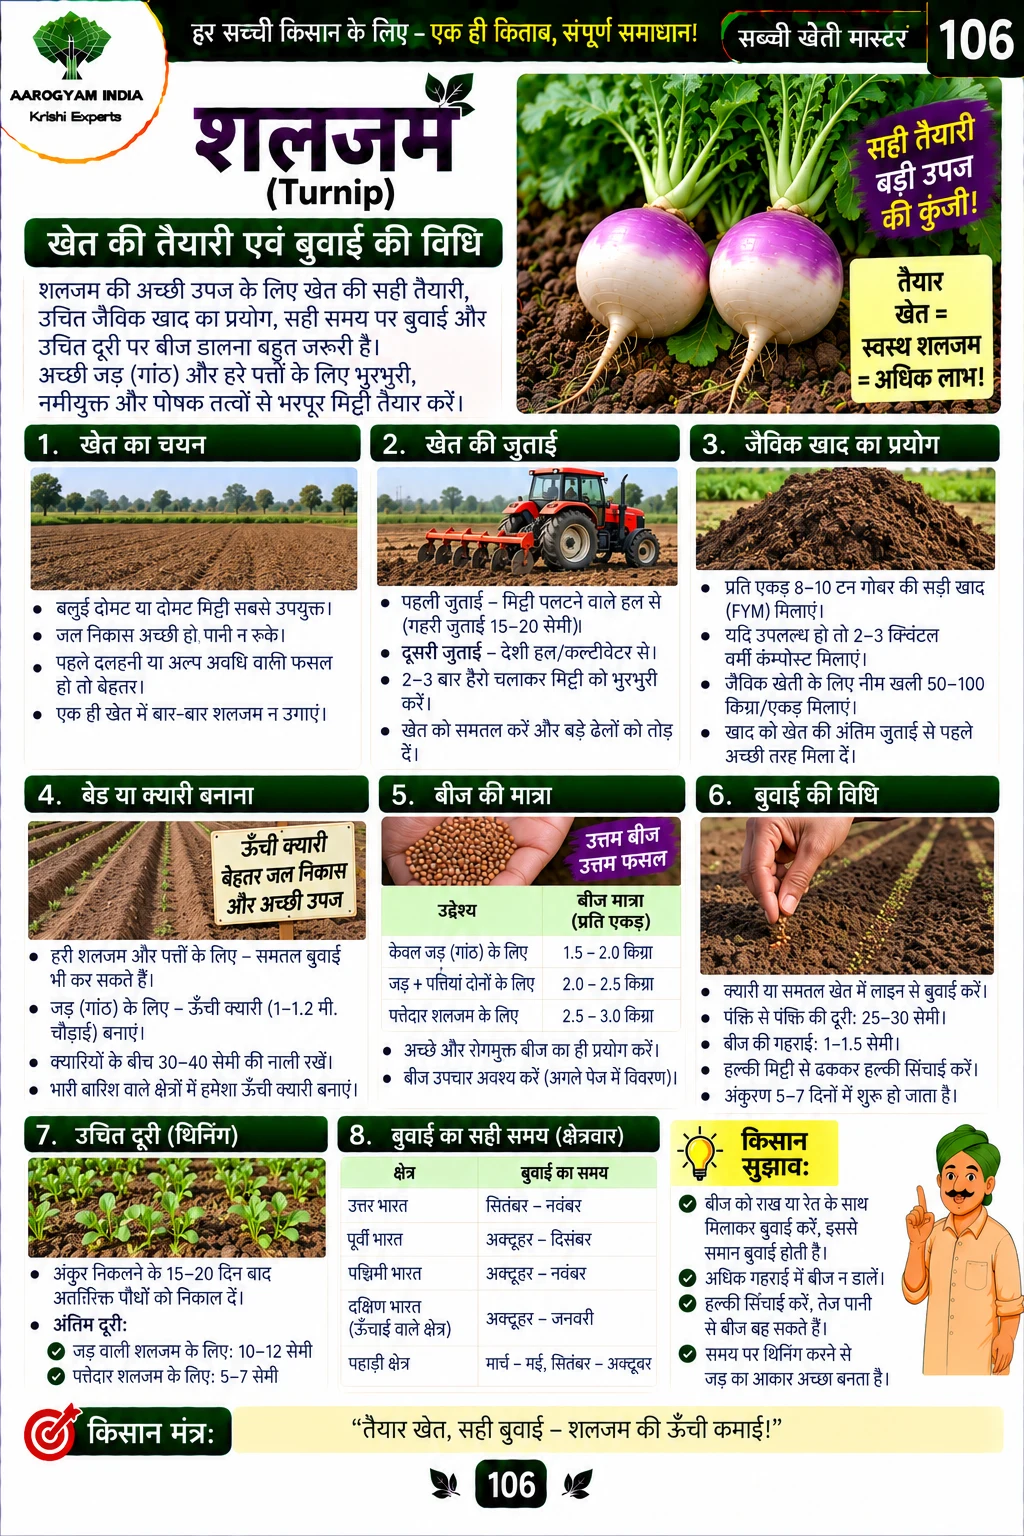 AAROGYAM INDIA
Krishi Experts
हर सच्ची किसान के लिए – एक ही किताब, संपूर्ण समाधान!
सब्ची खेती मास्टर
106
शलजम
(Turnip)
खेत की तैयारी एवं बुवाई की विधि
शलजम की अच्छी उपज के लिए खेत की सही तैयारी,
उचित जैविक खाद का प्रयोग, सही समय पर बुवाई और
उचित दूरी पर बीज डालना बहुत जरूरी है।
अच्छी जड़ (गांठ) और हरे पत्तों के लिए भुरभुरी,
नमीयुक्त और पोषक तत्वों से भरपूर मिट्टी तैयार करें।
सही तैयारी
बड़ी उपज
की कुंजी!
तैयार
खेत =
स्वस्थ शलजम
= अधिक लाभ!
1. खेत का चयन
• बलुई दोमट या दोमट मिट्टी सबसे उपयुक्त।
• जल निकास अच्छी हो, पानी न रूके।
• पहले दलहनी या अल्प अवधि वाली फसल
हो तो बेहतर।
• एक ही खेत में बार-बार शलजम न उगाएं।
2. खेत की जुताई
• पहली जुताई – मिट्टी पलटने वाले हल से
(गहरी जुताई 15–20 सेमी)।
• दूसरी जुताई – देशी हल/कल्टीवेटर से।
• 2–3 बार हैरो चलाकर मिट्टी को भुरभुरी
करें।
• खेत को समतल करें और बड़े ढेलों को तोड़
दें।
3. जैविक खाद का प्रयोग
• प्रति एकड़ 8–10 टन गोबर की सड़ी खाद
(FYM) मिलाएं।
• यदि उपलल्ध हो तो 2–3 क्विंटल
वर्मी कंम्पोस्ट मिलाएं।
• जैविक खेती के लिए नीम खली 50–100
किग्रा/एकड़ मिलाएं।
• खाद को खेत की अंतिम जुताई से पहले
अच्छी तरह मिला दें।
4. बेड या क्यारी बनाना
ऊँची क्यारी
बेहतर जल निकास
और अच्छी उपज
• हरी शलजम और पत्तों के लिए – समतल बुवाई
भी कर सकते हैं।
• जड़ (गांठ) के लिए – ऊँची क्यारी (1–1.2 मी.
चौड़ाई) बनाएं।
• क्यारियों के बीच 30–40 सेमी की नाली रखें।
• भारी बारिश वाले क्षेत्रों में हमेशा ऊँची क्यारी बनाएं।
5. बीज की मात्रा
उत्तम बीज
उत्तम फसल
उद्देश्य बीज मात्रा
(प्रति एकड़)
केवल जड़ (गांठ) के लिए 1.5 – 2.0 किग्रा
जड़ + पत्तियां दोनों के लिए 2.0 – 2.5 किग्रा
पत्तेदार शलजम के लिए 2.5 – 3.0 किग्रा
• अच्छे और रोगमुक्त बीज का ही प्रयोग करें।
• बीज उपचार अवश्य करें (अगले पेज में विवरण)।
6. बुवाई की विधि
• क्यारी या समतल खेत में लाइन से बुवाई करें।
• पंक्ति से पंक्ति की दूरी: 25–30 सेमी।
• बीज की गहराई: 1–1.5 सेमी।
• हल्की मिट्टी से ढककर हल्की सिंचाई करें।
• अंकुरण 5–7 दिनों में शुरू हो जाता है।
7. उचित दूरी (थिनिंग)
• अंकुर निकलने के 15–20 दिन बाद
अतिरिक्त पौधों को निकाल दें।
• अंतिम दूरी:
जड़ वाली शलजम के लिए: 10–12 सेमी
पत्तेदार शलजम के लिए: 5–7 सेमी
8. बुवाई का सही समय (क्षेत्रवार)
क्षेत्र बुवाई का समय
उत्तर भारत सितंबर – नवंबर
पूर्वी भारत अक्टूहर – दिसंबर
पश्चिमी भारत अक्टूहर – नवंबर
दक्षिण भारत
(ऊँचाई वाले क्षेत्र) अक्टूहर – जनवरी
पहाड़ी क्षेत्र मार्च – मई, सितंबर – अक्टूबर
किसान
सुझाव:
बीज को राख या रेत के साथ
मिलाकर बुवाई करें, इससे
समान बुवाई होती है।
अधिक गहराई में बीज न डालें।
हल्की सिंचाई करें, तेज पानी
से बीज बह सकते हैं।
समय पर थिनिंग करने से
जड़ का आकार अच्छा बनता है।
किसान मंत्र:
“तैयार खेत, सही बुवाई – शलजम की ऊँची कमाई!”
106